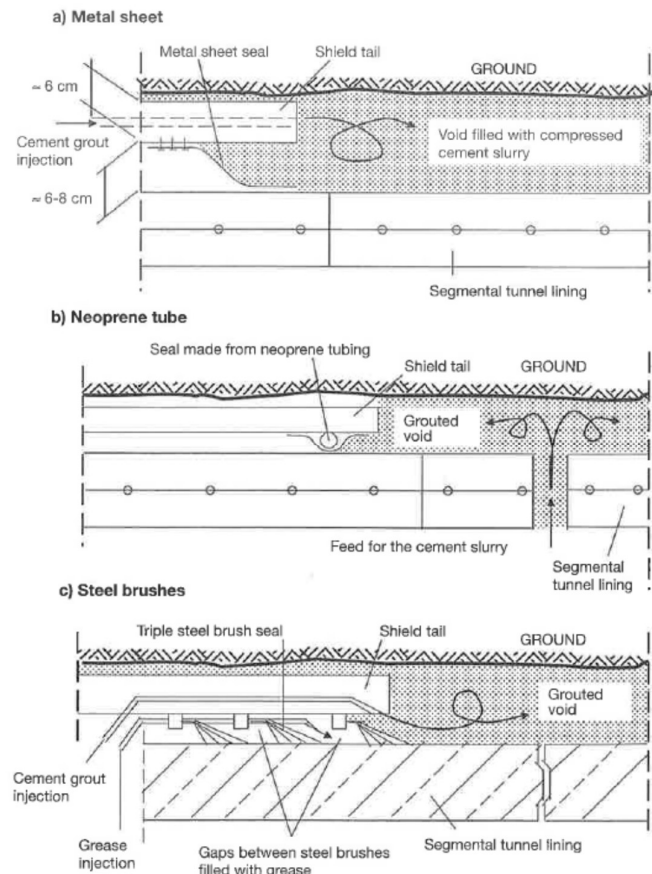 a) Metal sheet
Metal sheet seal
Shield tail
GROUND
≈ 6 cm
Cement grout
injection
Void filled with compressed
cement slurry
≈ 6-8 cm
Segmental tunnel lining
b) Neoprene tube
Seal made from neoprene tubing
Shield tail
GROUND
Grouted
void
Feed for the cement slurry
Segmental
tunnel lining
c) Steel brushes
Triple steel brush seal
Shield tail
GROUND
Grouted
void
Cement grout
injection
Grease
injection
Gaps between steel brushes
filled with grease
Segmental tunnel lining